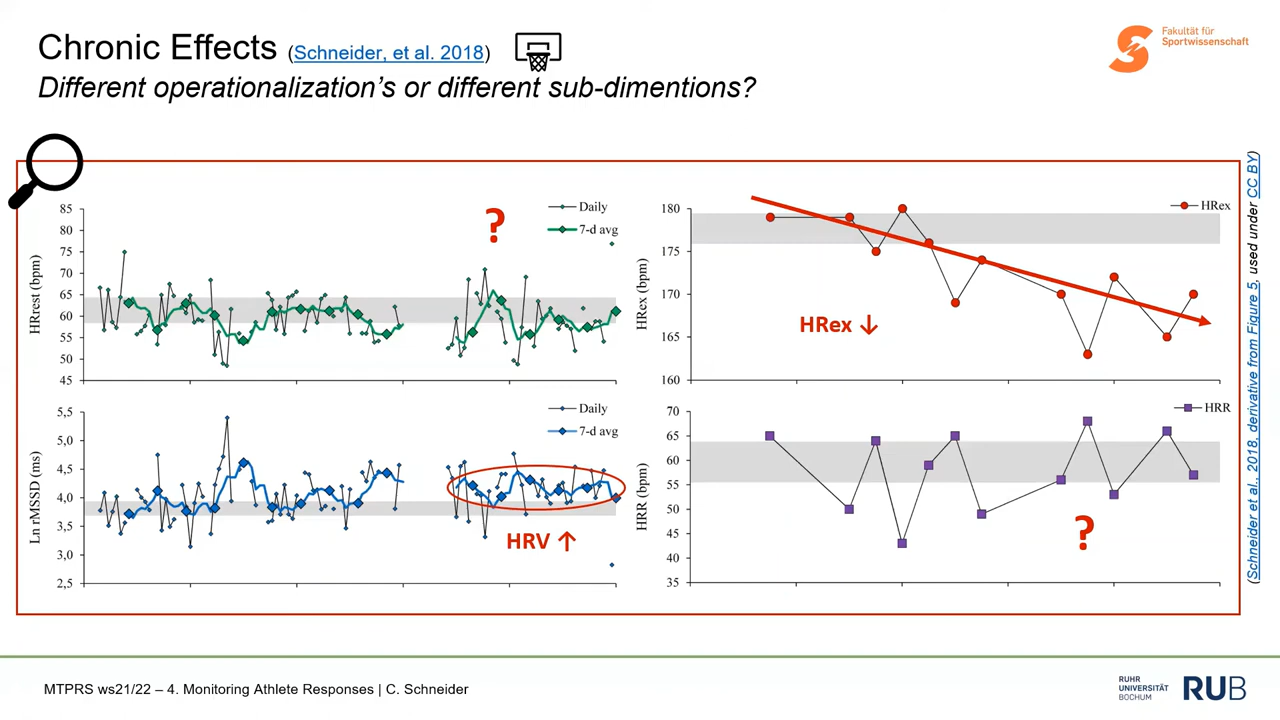 Chronic Effects (Schneider, et al. 2018)
Different operationalization’s or different sub-dimentions?
Fakultät für
Sportwissenschaft
85
80
75
70
65
60
55
50
45
HRrest (bpm)
Daily
7-d avg
?
180
175
170
165
160
HRex (bpm)
HRex
HRex ↓
5,5
5,0
4,5
4,0
3,5
3,0
2,5
Ln rMSSD (ms)
Daily
7-d avg
HRV ↑
70
65
60
55
50
45
40
35
HRR (bpm)
HRR
?
(Schneider et al. 2018, derivative from Figure 5, used under CC BY)
MTPRS ws21/22 – 4. Monitoring Athlete Responses | C. Schneider
RUHR
UNIVERSITÄT
BOCHUM
RUB